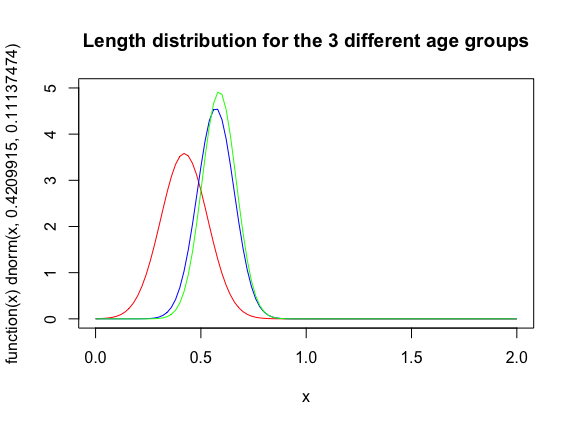 Length distribution for the 3 different age groups
function(x) dnorm(x, 0.4209915, 0.11137474)
5
4
3
2
1
0
0.0 0.5 1.0 1.5 2.0
x